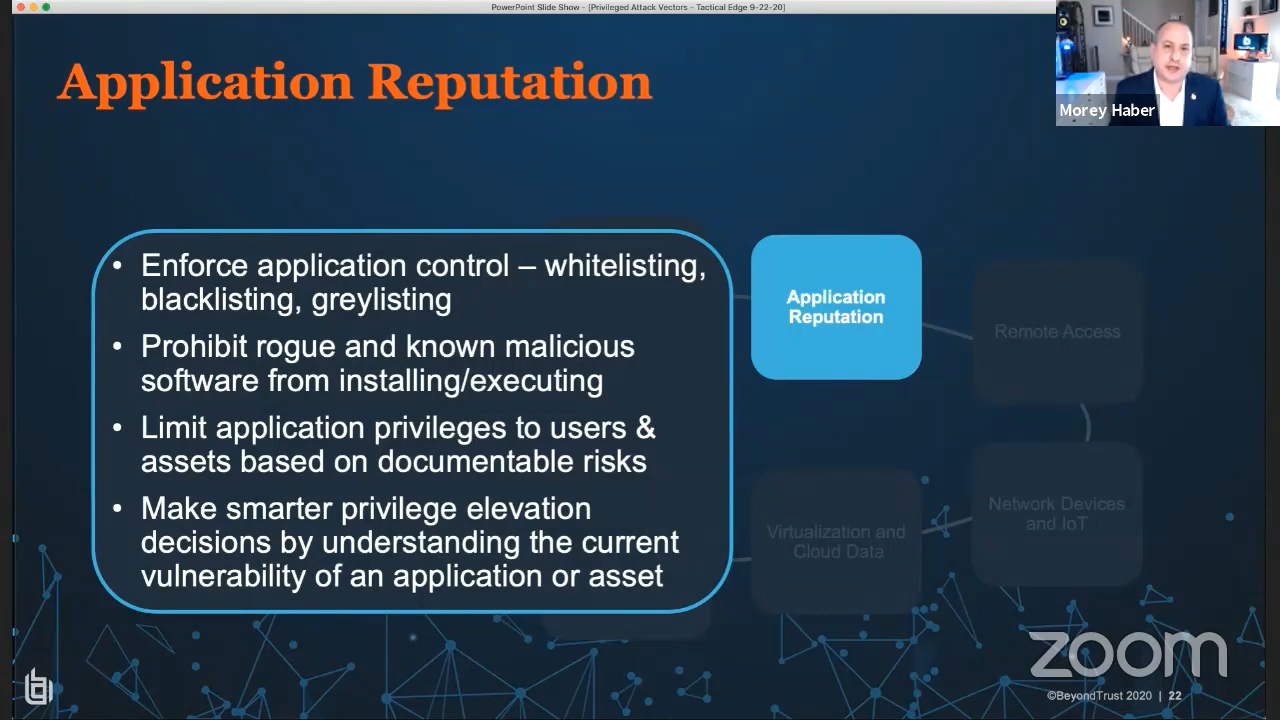 PowerPoint Slide Show - [Privileged Attack Vectors - Tactical Edge 9-22-20]
Application Reputation
Morey Haber
• Enforce application control – whitelisting,
blacklisting, greylisting
• Prohibit rogue and known malicious
software from installing/executing
• Limit application privileges to users &
assets based on documentable risks
• Make smarter privilege elevation
decisions by understanding the current
vulnerability of an application or asset
Application
Reputation
Remote Access
Network Devices
and IoT
Virtualization and
Cloud Data
zoom
©BeyondTrust 2020 | 22